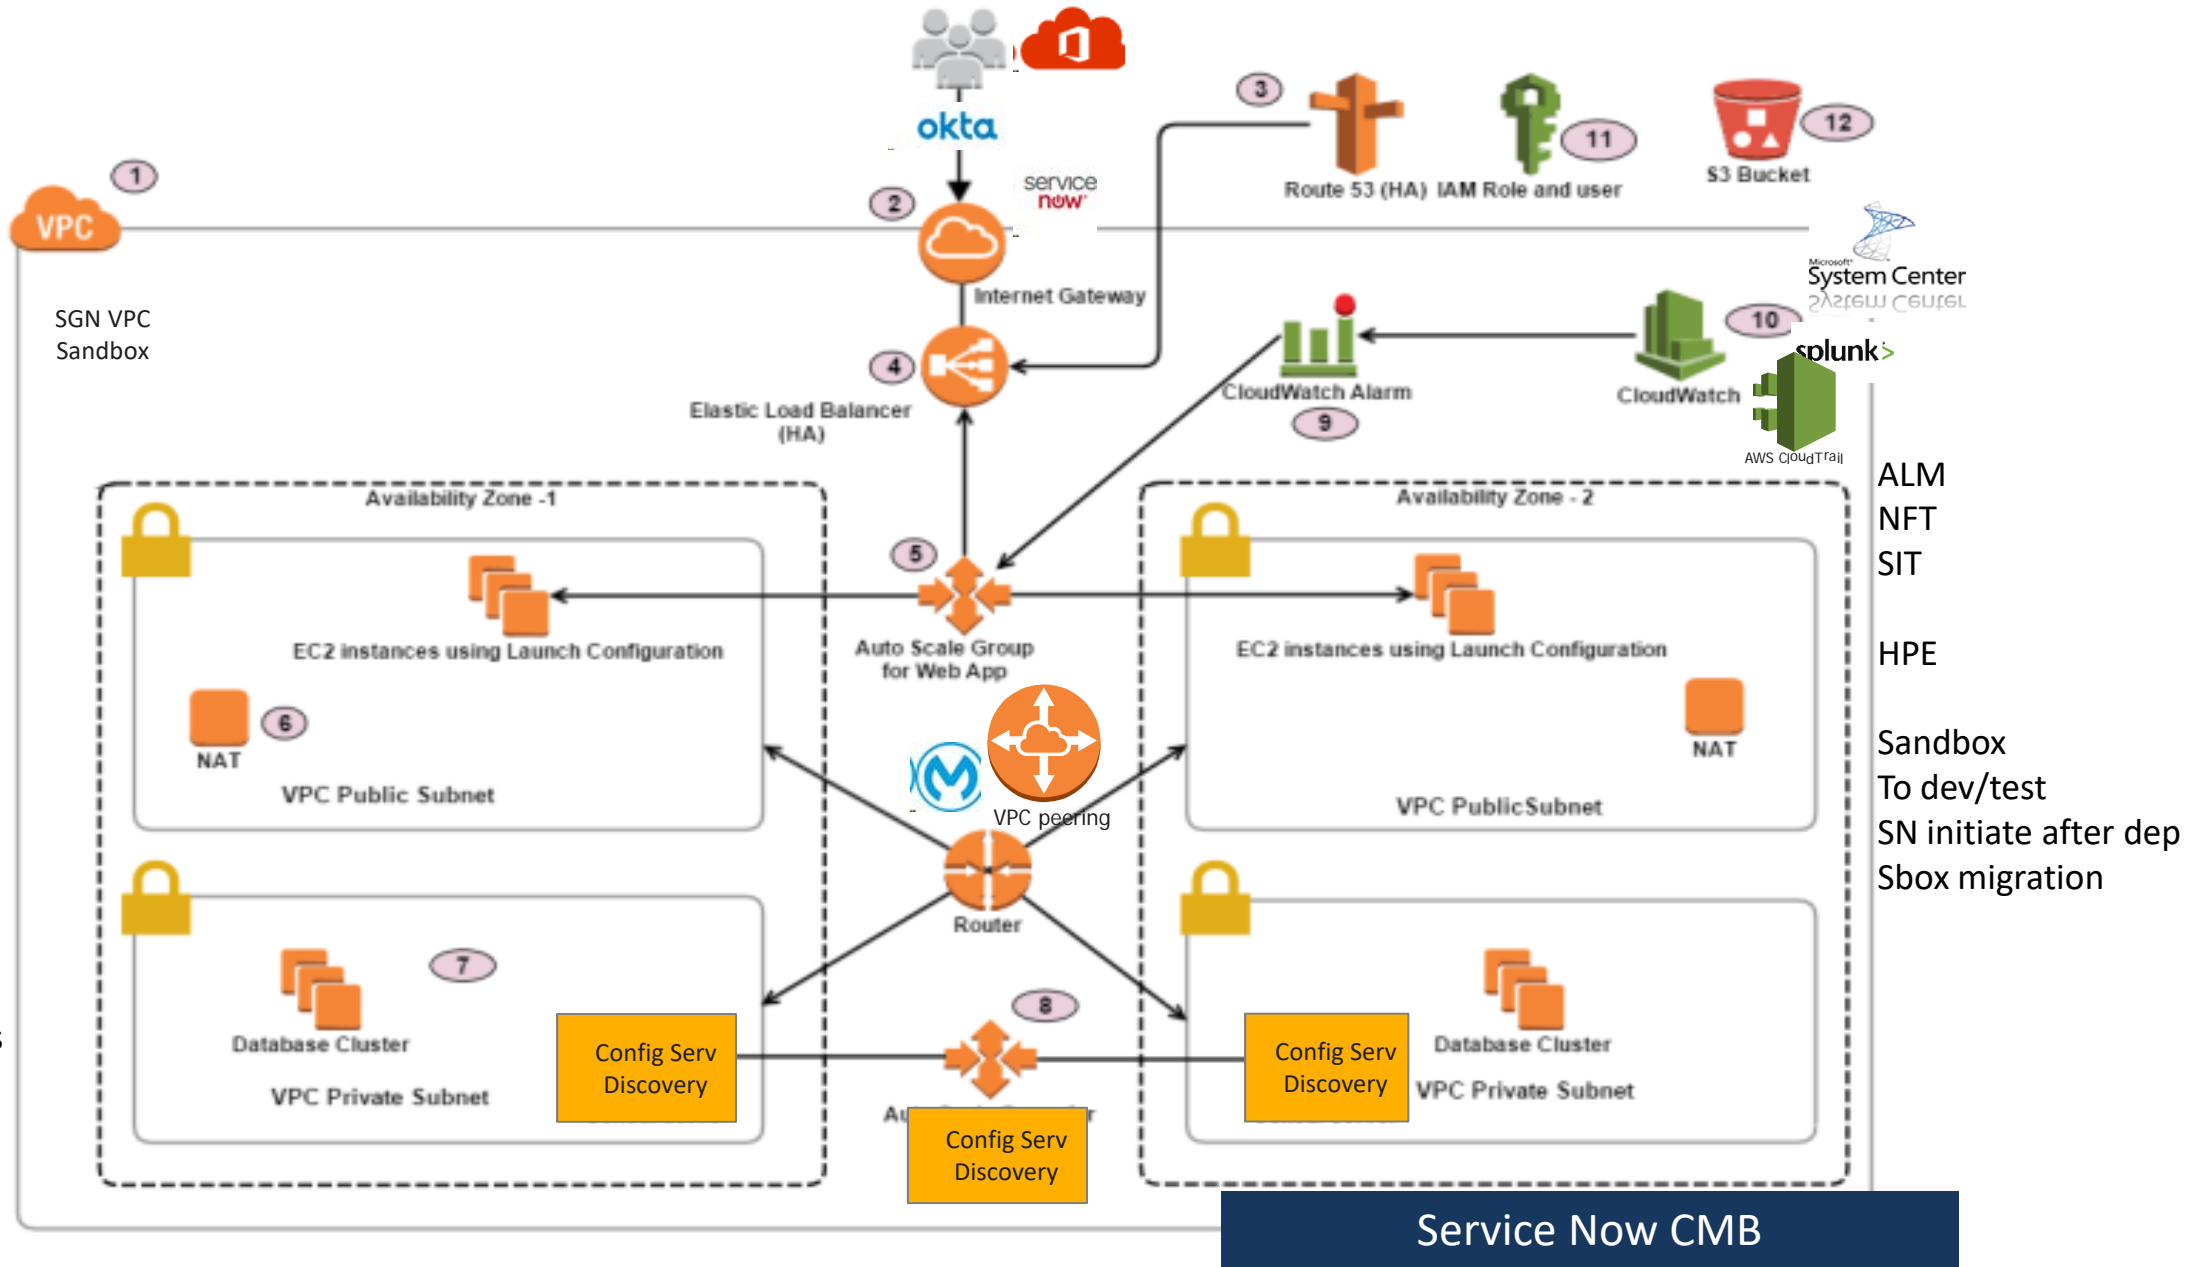 okta
service
now
3
11
12
Route 53 (HA)
IAM Role and user
S3 Bucket
1
VPC
2
Internet Gateway
SGN VPC
Sandbox
Microsoft
System Center
10
splunk>
4
Elastic Load Balancer
(HA)
CloudWatch Alarm
9
CloudWatch
AWS CloudTrail
Availability Zone -1
Availability Zone - 2
5
EC2 instances using Launch Configuration
Auto Scale Group
for Web App
EC2 instances using Launch Configuration
6
NAT
NAT
VPC Public Subnet
VPC PublicSubnet
VPC peering
Router
7
8
Database Cluster
Database Cluster
Config Serv
Discovery
Config Serv
Discovery
VPC Private Subnet
VPC Private Subnet
Config Serv
Discovery
ALM
NFT
SIT
HPE
Sandbox
To dev/test
SN initiate after dep
Sbox migration
s
Service Now CMB